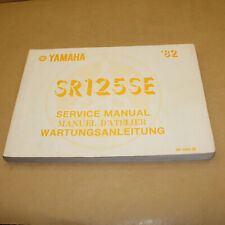 YAMAHA '82
SR125SE
SERVICE MANUAL
MANUEL D'ATELIER
WARTUNGSANLEITUNG